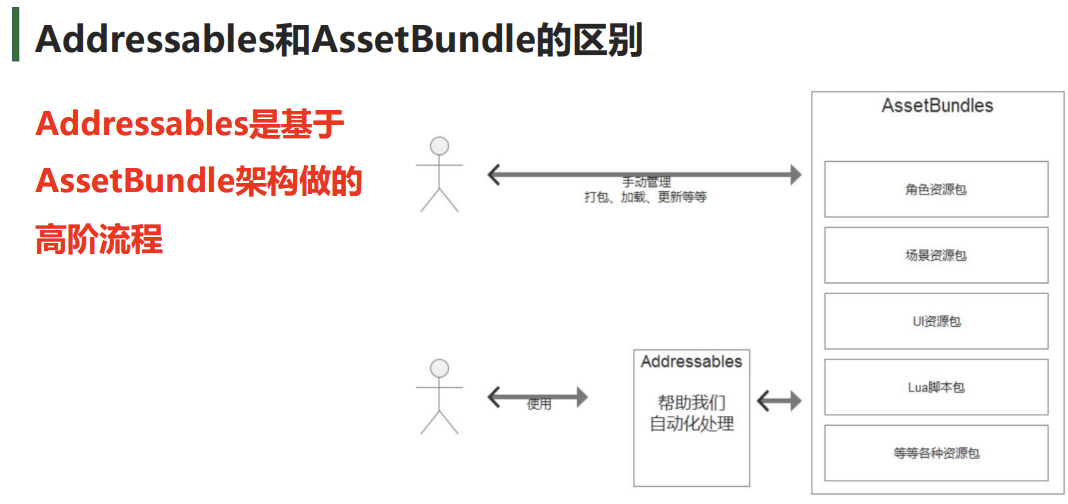 Addressables和AssetBundle的区别
Addressables是基于
AssetBundle架构做的
高阶流程
手动管理
打包、加载、更新等等
AssetBundles
角色资源包
场景资源包
UI资源包
Lua脚本包
等等各种资源包
使用
Addressables
帮助我们
自动化处理